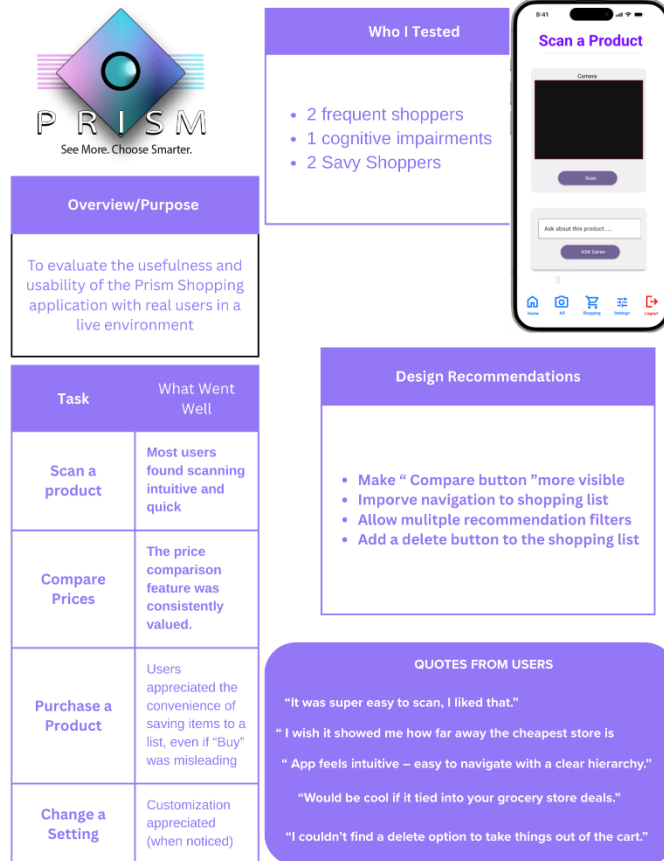 P R I S M
See More. Choose Smarter.
Who I Tested
• 2 frequent shoppers
• 1 cognitive impairments
• 2 Savy Shoppers
9:41
Scan a Product
Camera
Scan
Ask about this product.....
ASK Carter
Home
AR
Shopping
Settings
Logout
Overview/Purpose
To evaluate the usefulness and
usability of the Prism Shopping
application with real users in a
live environment
Task
What Went
Well
Scan a
product
Most users
found scanning
intuitive and
quick
Compare
Prices
The price
comparison
feature was
consistently
valued.
Purchase a
Product
Users
appreciated the
convenience of
saving items to a
list, even if “Buy”
was misleading
Change a
Setting
Customization
appreciated
(when noticed)
Design Recommendations
• Make “ Compare button ”more visible
• Imporve navigation to shopping list
• Allow mulitple recommendation filters
• Add a delete button to the shopping list
QUOTES FROM USERS
“It was super easy to scan, I liked that.”
“ I wish it showed me how far away the cheapest store is
“ App feels intuitive – easy to navigate with a clear hierarchy.”
“Would be cool if it tied into your grocery store deals.”
“I couldn’t find a delete option to take things out of the cart.”